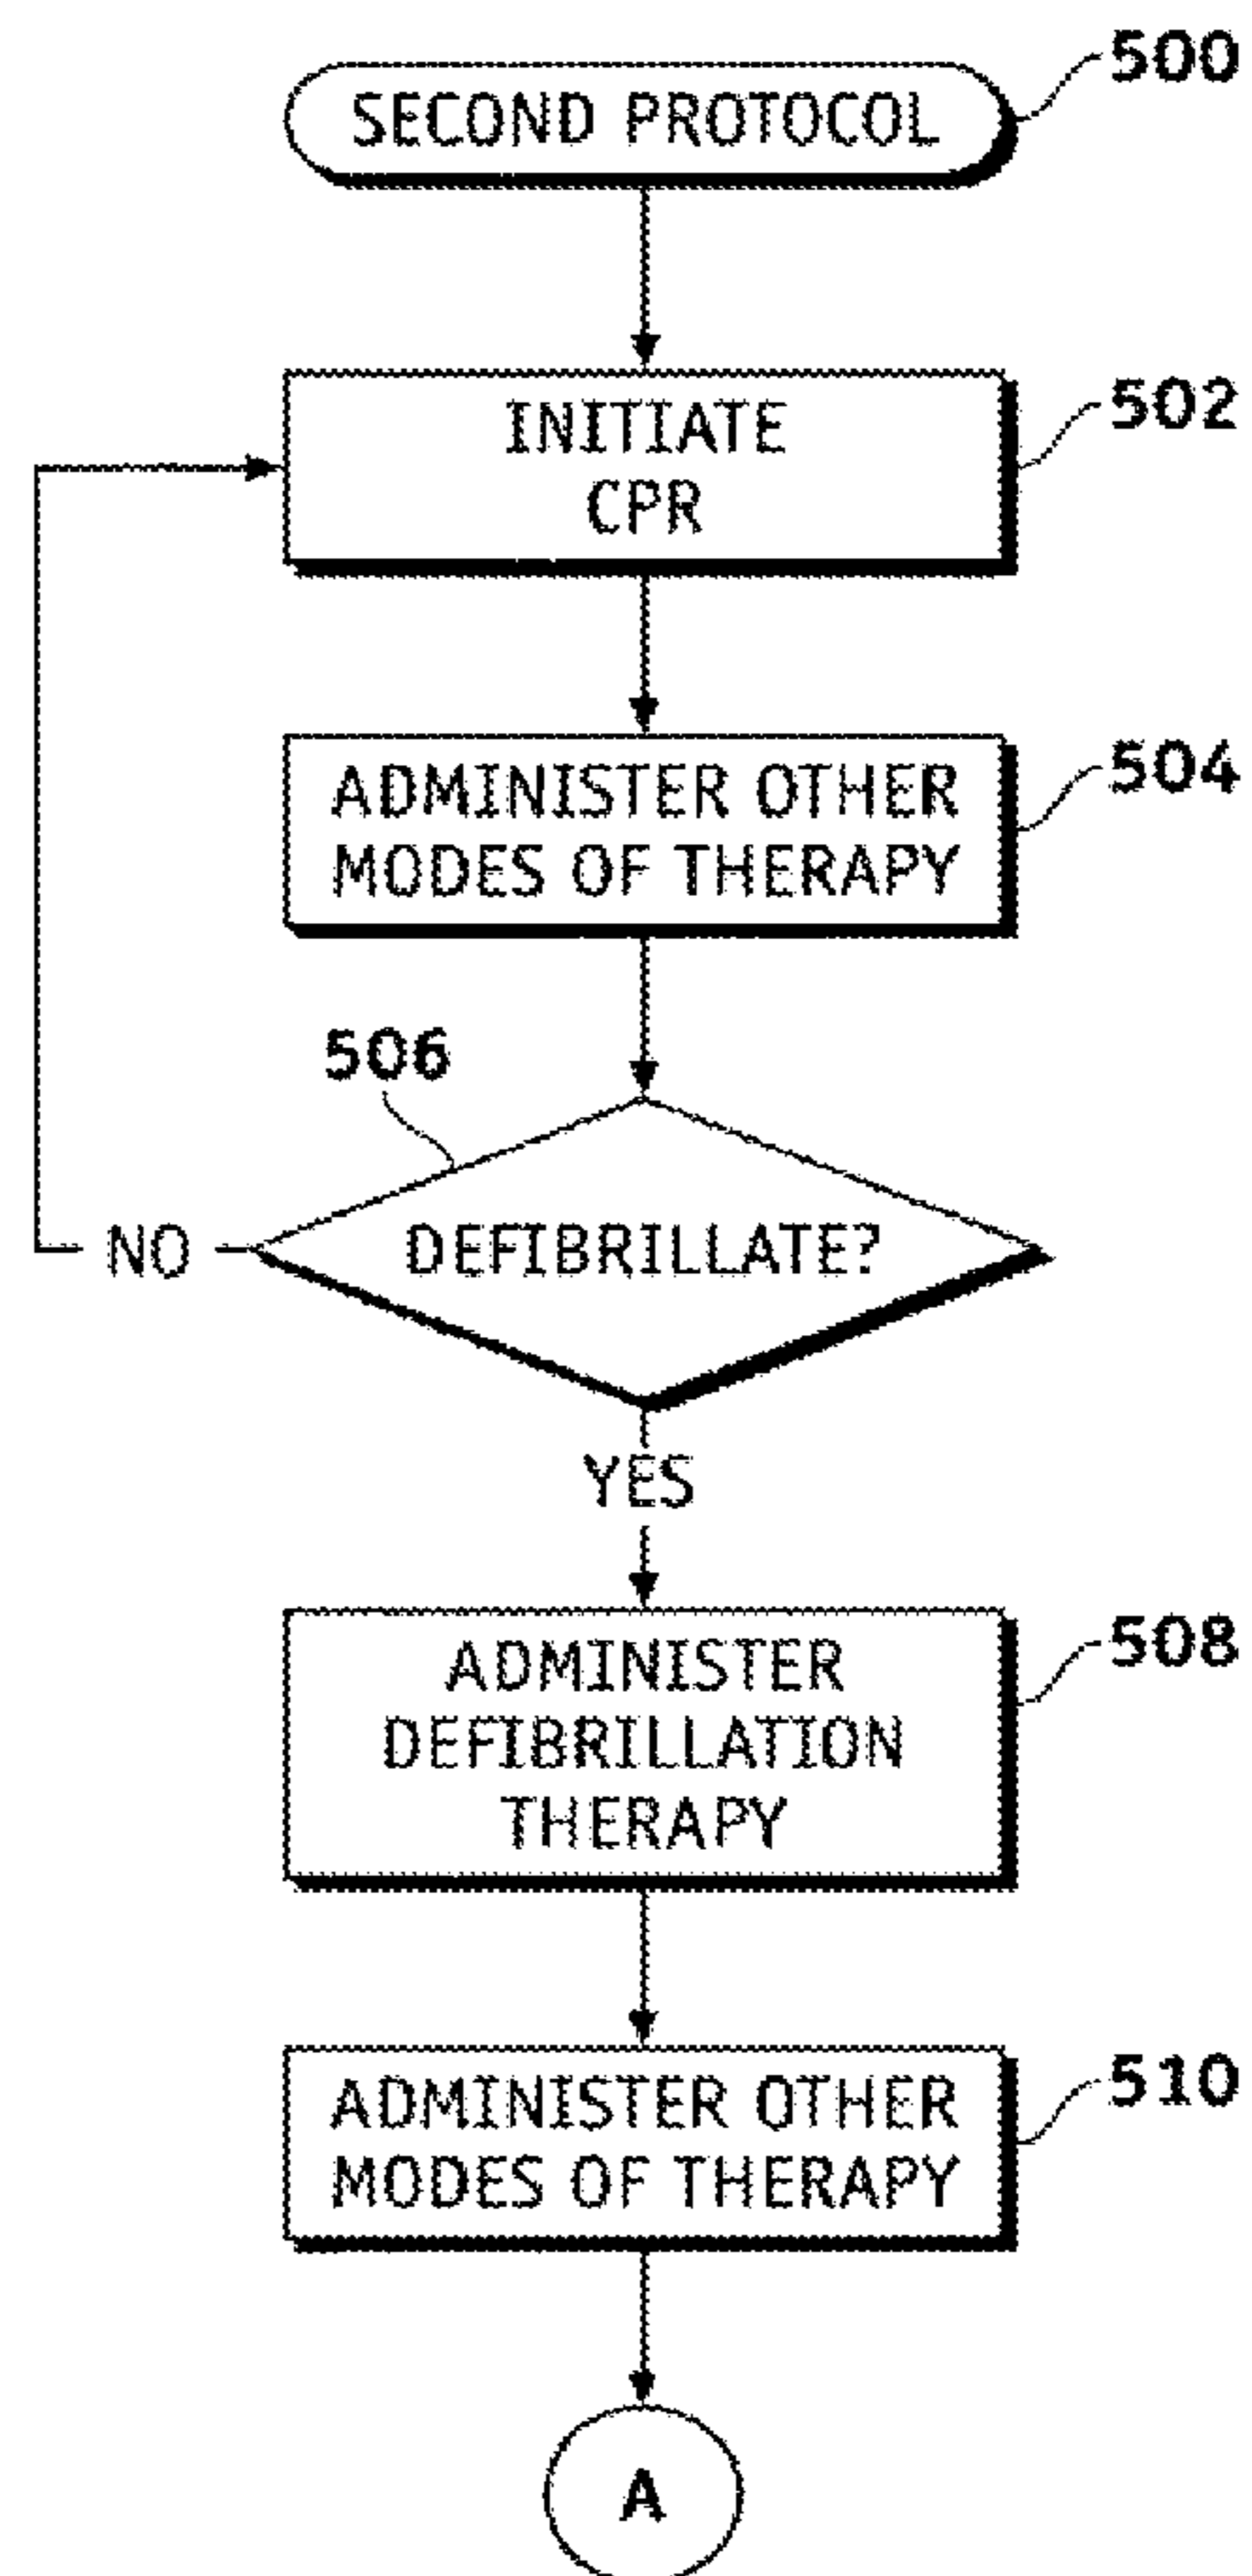 500
SECOND PROTOCOL
502
INITIATE
CPR
504
ADMINISTER OTHER
MODES OF THERAPY
506
DEFIBRILLATE?
NO
YES
508
ADMINISTER
DEFIBRILLATION
THERAPY
510
ADMINISTER OTHER
MODES OF THERAPY
A